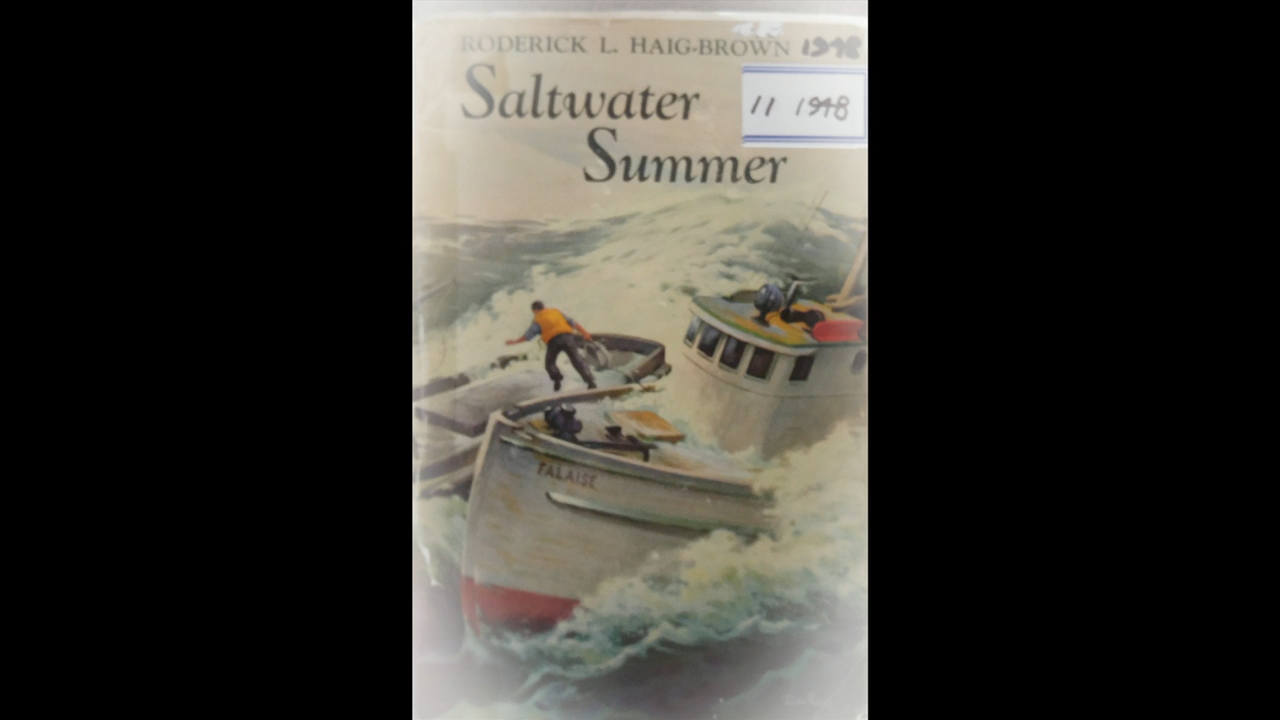 RODERICK L. HAIG-BROWN 1948
Saltwater
11 1948
Summer
FALAISE